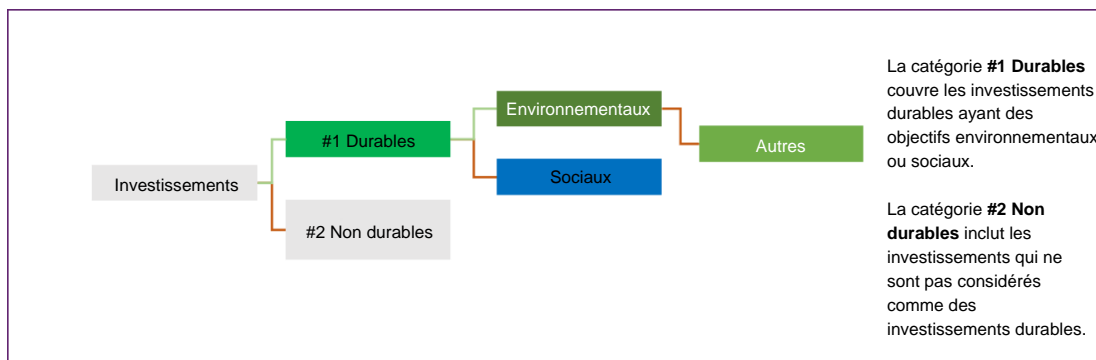 Investissements
#1 Durables
#2 Non durables
Environnementaux
Sociaux
Autres
La catégorie #1 Durables
couvre les investissements
durables ayant des
objectifs environnementaux
ou sociaux.
La catégorie #2 Non
durables inclut les
investissements qui ne
sont pas considérés
comme des
investissements durables.